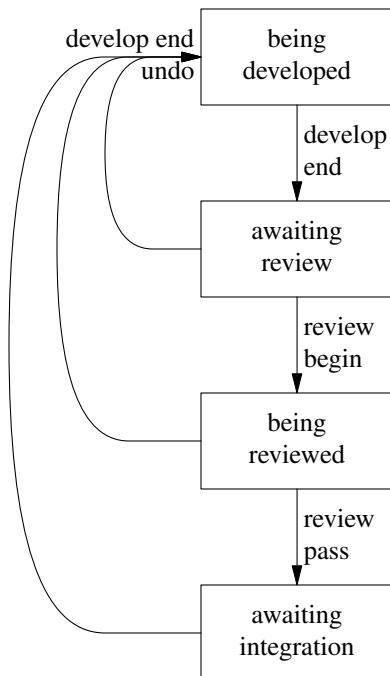 develop end
undo
being
developed
develop
end
awaiting
review
review
begin
being
reviewed
review
pass
awaiting
integration